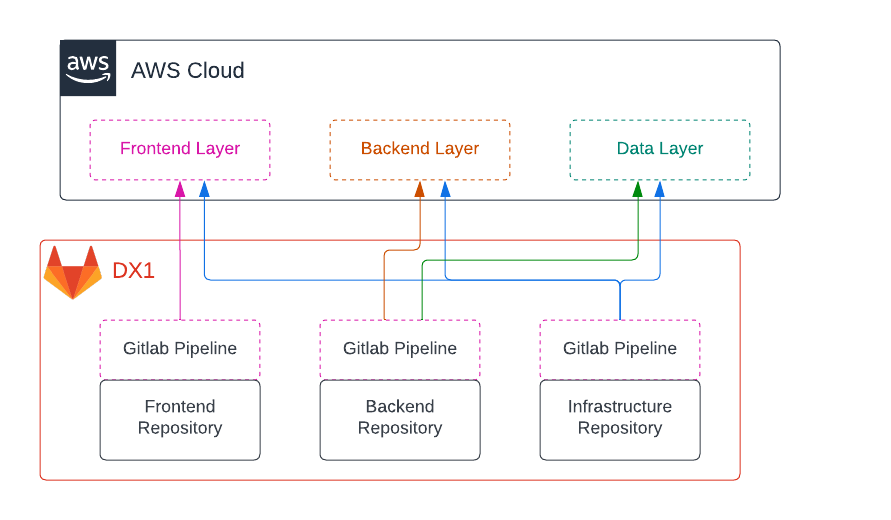 aws
AWS Cloud
Frontend Layer
Backend Layer
Data Layer
DX1
Gitlab Pipeline
Gitlab Pipeline
Gitlab Pipeline
Frontend
Repository
Backend
Repository
Infrastructure
Repository